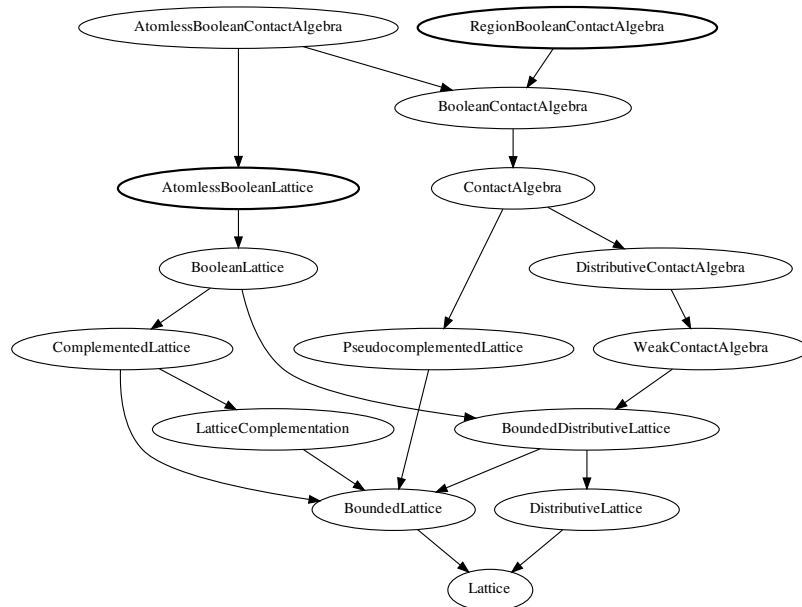 AtomlessBooleanContactAlgebra
RegionBooleanContactAlgebra
BooleanContactAlgebra
AtomlessBooleanLattice
ContactAlgebra
BooleanLattice
DistributiveContactAlgebra
ComplementedLattice
PseudocomplementedLattice
WeakContactAlgebra
LatticeComplementation
BoundedDistributiveLattice
BoundedLattice
DistributiveLattice
Lattice